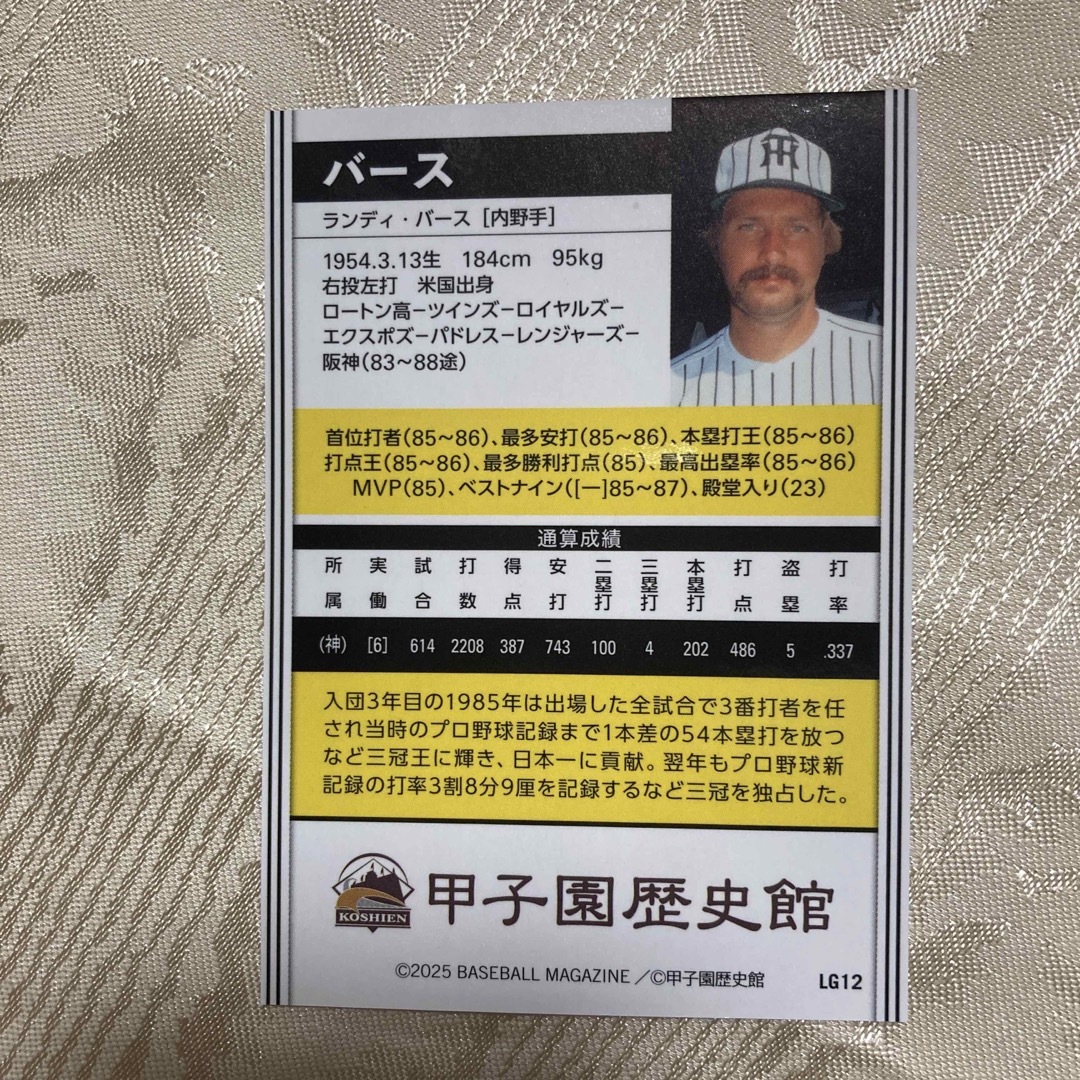 バース
ランディ・バース [内野手]
1954.3.13生 184cm 95kg
右投左打 米国出身
ロートン高－ツインズ－ロイヤルズ－
エクスポズ－パドレス－レンジャーズ－
阪神(83～88途)
首位打者(85～86)、最多安打(85～86)、本塁打王(85～86)
打点王(85～86)、最多勝利打点(85)、最高出塁率(85～86)
MVP(85)、ベストナイン([一]85～87)、殿堂入り(23)
通算成績
所属 実働 試合 打数 得点 安打 二塁打 三塁打 本塁打 打点 盗塁 打率
(神) [6] 614 2208 387 743 100 4 202 486 5 .337
入団3年目の1985年は出場した全試合で3番打者を任
され当時のプロ野球記録まで1本差の54本塁打を放つ
など三冠王に輝き、日本一に貢献。翌年もプロ野球新
記録の打率3割8分9厘を記録するなど三冠を独占した。
KOSHIEN 甲子園歴史館
©2025 BASEBALL MAGAZINE／©甲子園歴史館 LG12